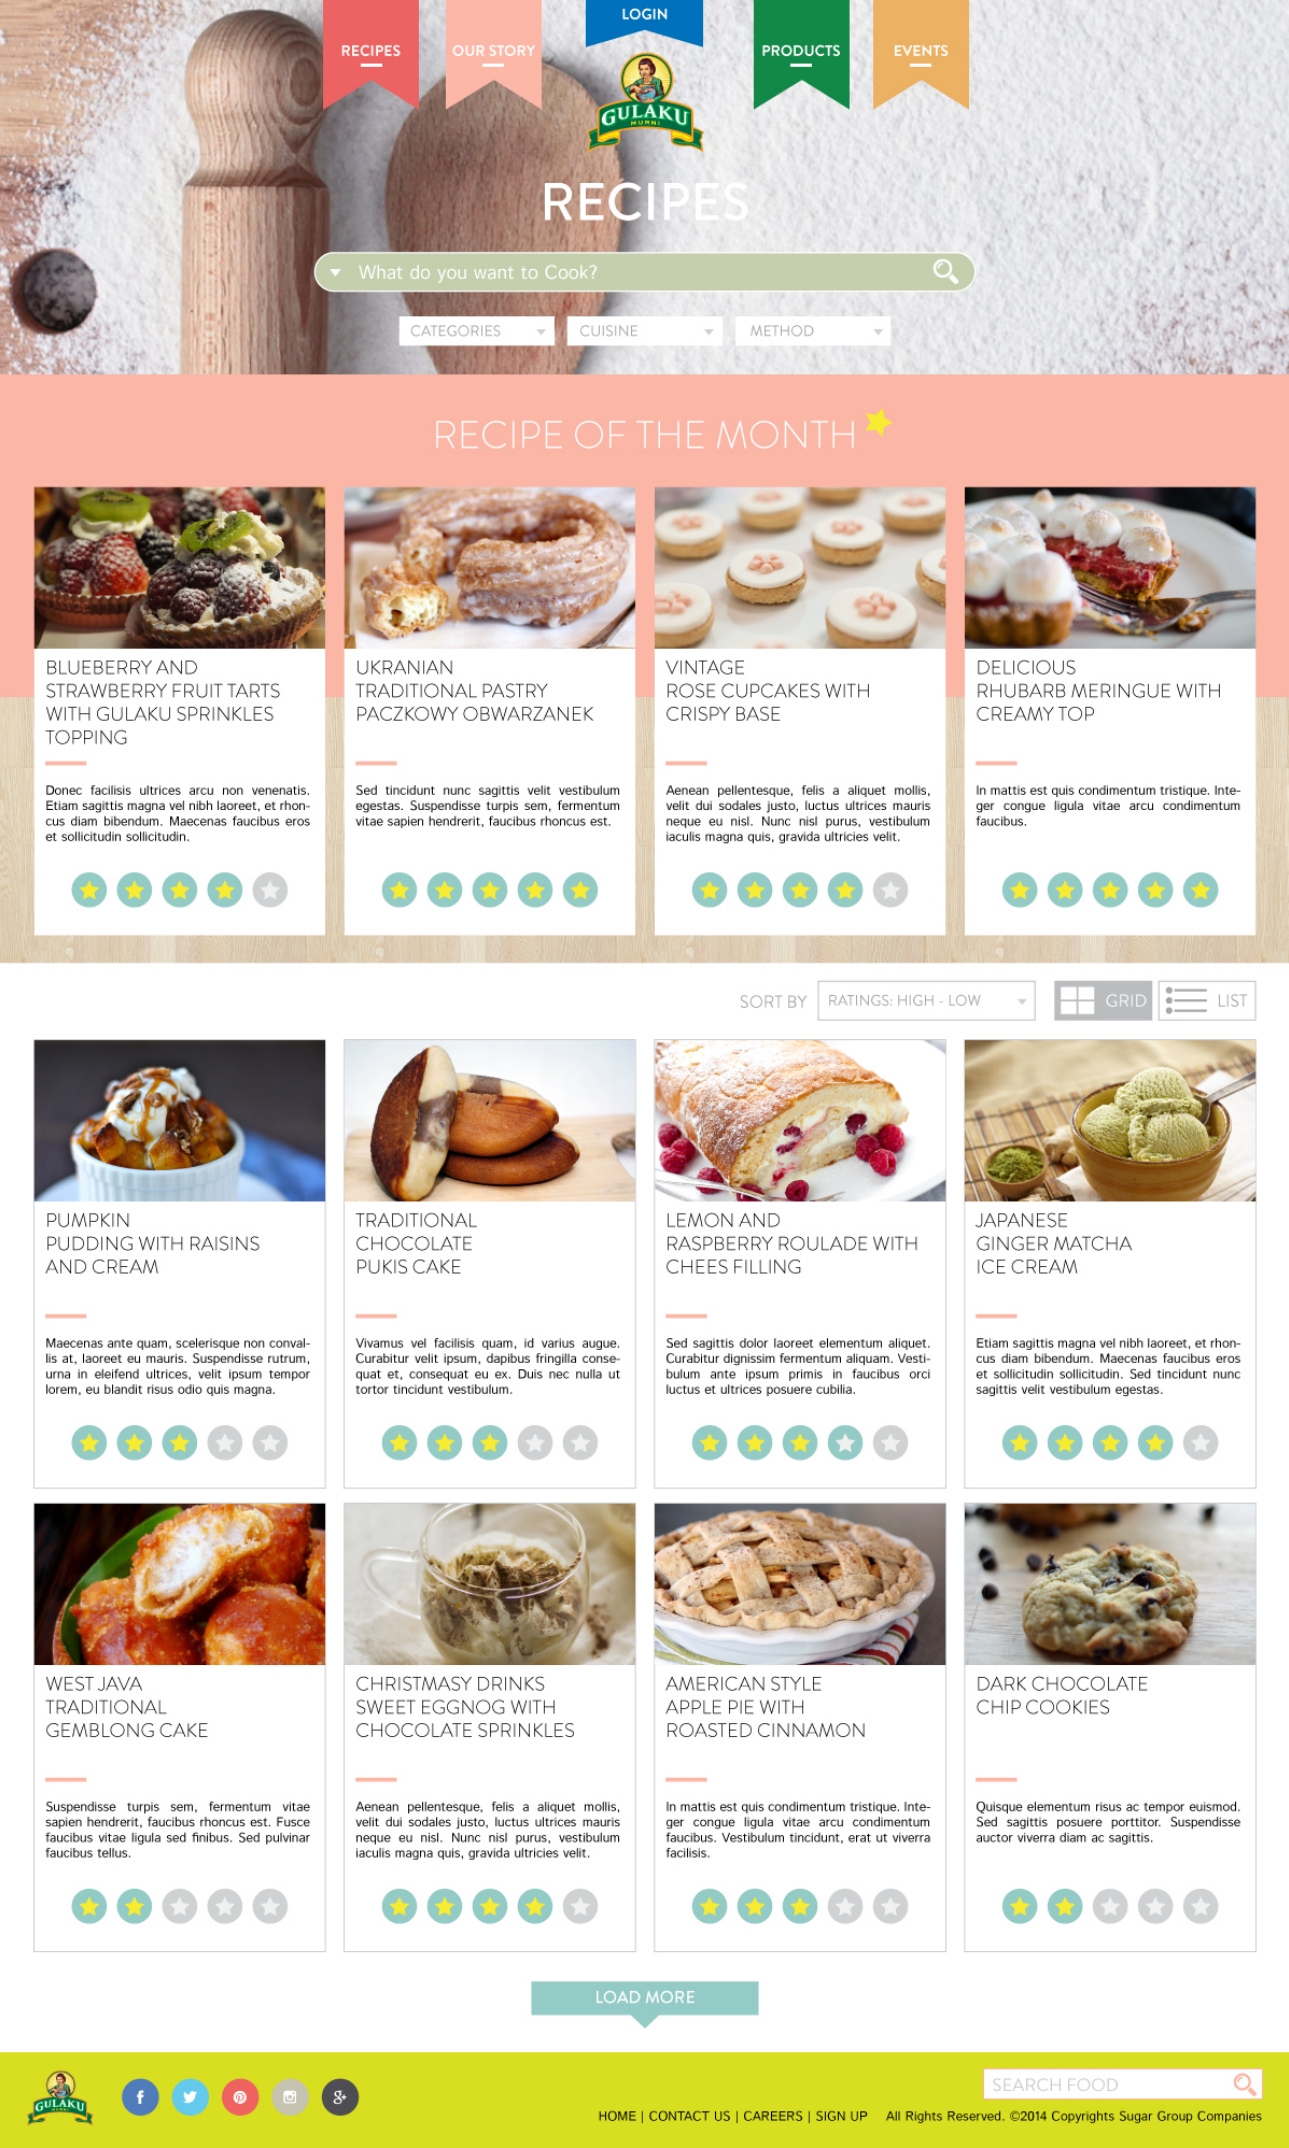 LOGIN
RECIPES
OUR STORY
PRODUCTS
EVENTS
GULAKU
MURNI
RECIPES
What do you want to Cook?
CATEGORIES
CUISINE
METHOD
RECIPE OF THE MONTH
BLUEBERRY AND
STRAWBERRY FRUIT TARTS
WITH GULAKU SPRINKLES
TOPPING
Donec facilisis ultrices arcu non venenatis.
Etiam sagittis magna vel nibh laoreet, et rhon-
cus diam bibendum. Maecenas faucibus eros
et sollicitudin sollicitudin.
UKRANIAN
TRADITIONAL PASTRY
PACZKOWY OBWARZANEK
Sed tincidunt nunc sagittis velit vestibulum
egestas. Suspendisse turpis sem, fermentum
vitae sapien hendrerit, faucibus rhoncus est.
VINTAGE
ROSE CUPCAKES WITH
CRISPY BASE
Aenean pellentesque, felis a aliquet mollis,
velit dui sodales justo, luctus ultrices mauris
neque eu nisl. Nunc nisl purus, vestibulum
iaculis magna quis, gravida ultricies velit.
DELICIOUS
RHUBARB MERINGUE WITH
CREAMY TOP
In mattis est quis condimentum tristique. Inte-
ger congue ligula vitae arcu condimentum
faucibus.
SORT BY
RATINGS: HIGH - LOW
GRID
LIST
PUMPKIN
PUDDING WITH RAISINS
AND CREAM
Maecenas ante quam, scelerisque non conval-
lis at, laoreet eu mauris. Suspendisse rutrum,
urna in eleifend ultrices, velit ipsum tempor
lorem, eu blandit risus odio quis magna.
TRADITIONAL
CHOCOLATE
PUKIS CAKE
Vivamus vel facilisis quam, id varius augue.
Curabitur velit ipsum, dapibus fringilla conse-
quat et, consequat eu ex. Duis nec nulla ut
tortor tincidunt vestibulum.
LEMON AND
RASPBERRY ROULADE WITH
CHEES FILLING
Sed sagittis dolor laoreet elementum aliquet.
Curabitur dignissim fermentum aliquam. Vesti-
bulum ante ipsum primis in faucibus orci
luctus et ultrices posuere cubilia.
JAPANESE
GINGER MATCHA
ICE CREAM
Etiam sagittis magna vel nibh laoreet, et rhon-
cus diam bibendum. Maecenas faucibus eros
et sollicitudin sollicitudin. Sed tincidunt nunc
sagittis velit vestibulum egestas.
WEST JAVA
TRADITIONAL
GEMBLONG CAKE
Suspendisse turpis sem, fermentum vitae
sapien hendrerit, faucibus rhoncus est. Fusce
faucibus vitae ligula sed finibus. Sed pulvinar
faucibus tellus.
CHRISTMASY DRINKS
SWEET EGGNOG WITH
CHOCOLATE SPRINKLES
Aenean pellentesque, felis a aliquet mollis,
velit dui sodales justo, luctus ultrices mauris
neque eu nisl. Nunc nisl purus, vestibulum
iaculis magna quis, gravida ultricies velit.
AMERICAN STYLE
APPLE PIE WITH
ROASTED CINNAMON
In mattis est quis condimentum tristique. Inte-
ger congue ligula vitae arcu condimentum
faucibus. Vestibulum tincidunt, erat ut viverra
facilisis.
DARK CHOCOLATE
CHIP COOKIES
Quisque elementum risus ac tempor euismod.
Sed sagittis posuere porttitor. Suspendisse
auctor viverra diam ac sagittis.
LOAD MORE
GULAKU
SEARCH FOOD
HOME | CONTACT US | CAREERS | SIGN UP All Rights Reserved. ©2014 Copyrights Sugar Group Companies